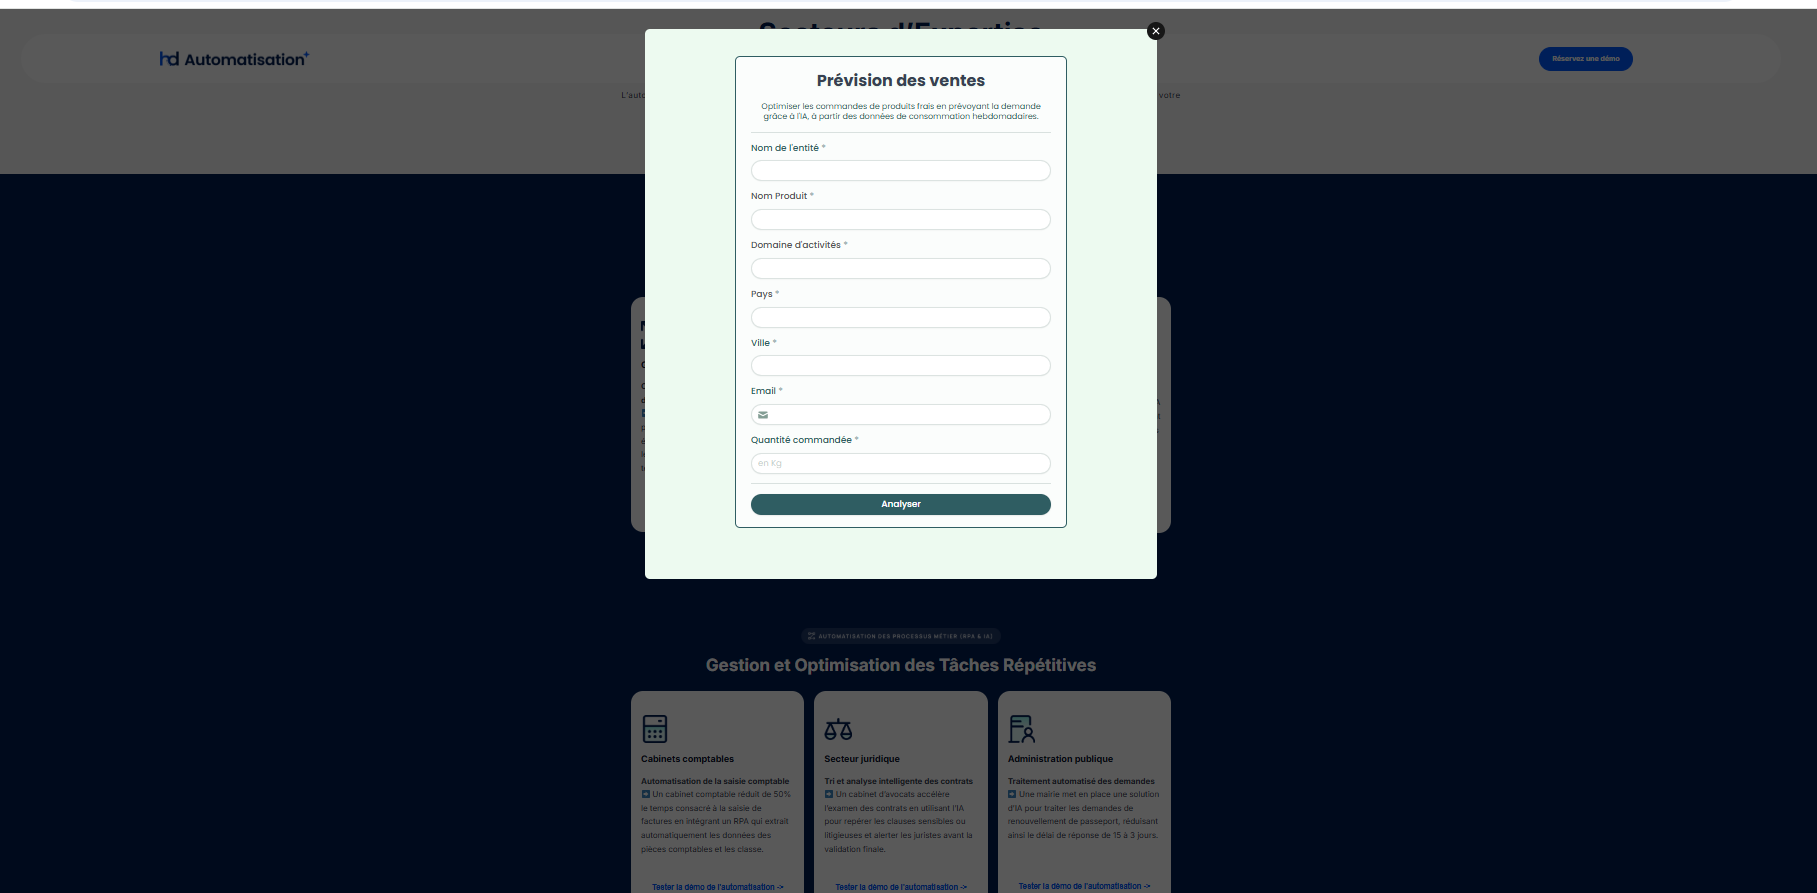 Secteurs d'Expertise
hd Automatisation
Réservez une démo
L'auto
votre
Prévision des ventes
Optimiser les commandes de produits frais en prévoyant la demande
grâce à l'IA, à partir des données de consommation hebdomadaires.
Nom de l'entité *
Nom Produit *
Domaine d'activités *
Pays *
Ville *
Email *
Quantité commandée *
en Kg
Analyser
AUTOMATISATION DES PROCESSUS MÉTIER (RPA & IA)
Gestion et Optimisation des Tâches Répétitives
Cabinets comptables
Automatisation de la saisie comptable
➡ Un cabinet comptable réduit de 50%
le temps consacré à la saisie de
factures en intégrant un RPA qui extrait
automatiquement les données des
pièces comptables et les classe.
Tester la démo de l'automatisation ->
Secteur juridique
Tri et analyse intelligente des contrats
➡ Un cabinet d'avocats accélère
l'examen des contrats en utilisant l'IA
pour repérer les clauses sensibles ou
litigieuses et alerter les juristes avant la
validation finale.
Tester la démo de l'automatisation ->
Administration publique
Traitement automatisé des demandes
➡ Une mairie met en place une solution
d'IA pour traiter les demandes de
renouvellement de passeport, réduisant
ainsi le délai de réponse de 15 à 3 jours.
Tester la démo de l'automatisation ->